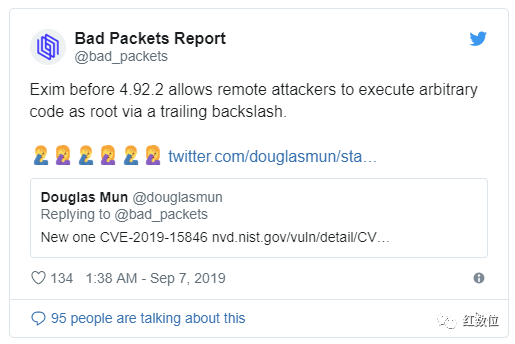 Bad Packets Report
@bad_packets
Exim before 4.92.2 allows remote attackers to execute arbitrary
code as root via a trailing backslash.
🤦‍♂️🤦‍♀️🤦‍♂️🤦‍♀️🤦‍♂️🤦‍♀️ twitter.com/douglasmun/sta…
Douglas Mun @douglasmun
Replying to @bad_packets
New one CVE-2019-15846 nvd.nist.gov/vuln/detail/CV…
134 1:38 AM - Sep 7, 2019
95 people are talking about this
红数位